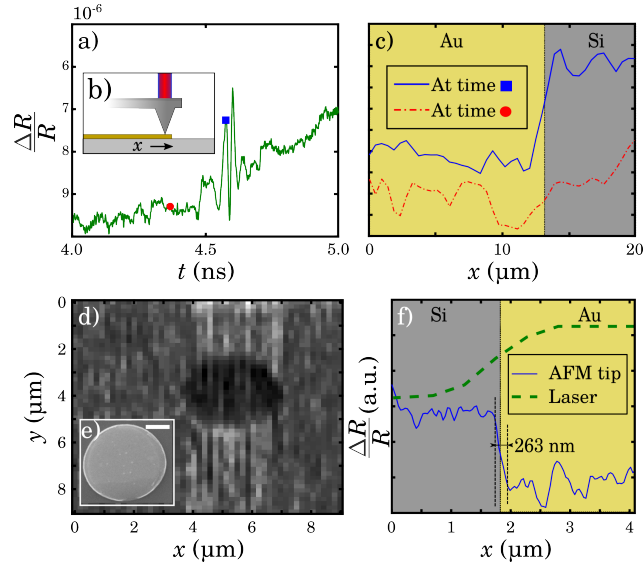 10⁻⁶
a)
7
8
9
ΔR
R
b)
x
4.0
4.5
5.0
t (ns)
c)
Au
Si
At time
At time
0
10
20
x (μm)
d)
0
2
4
6
8
y (μm)
e)
0
2
4
6
8
x (μm)
f)
Si
Au
AFM tip
Laser
ΔR
R
(a.u.)
263 nm
0
1
2
3
4
x (μm)